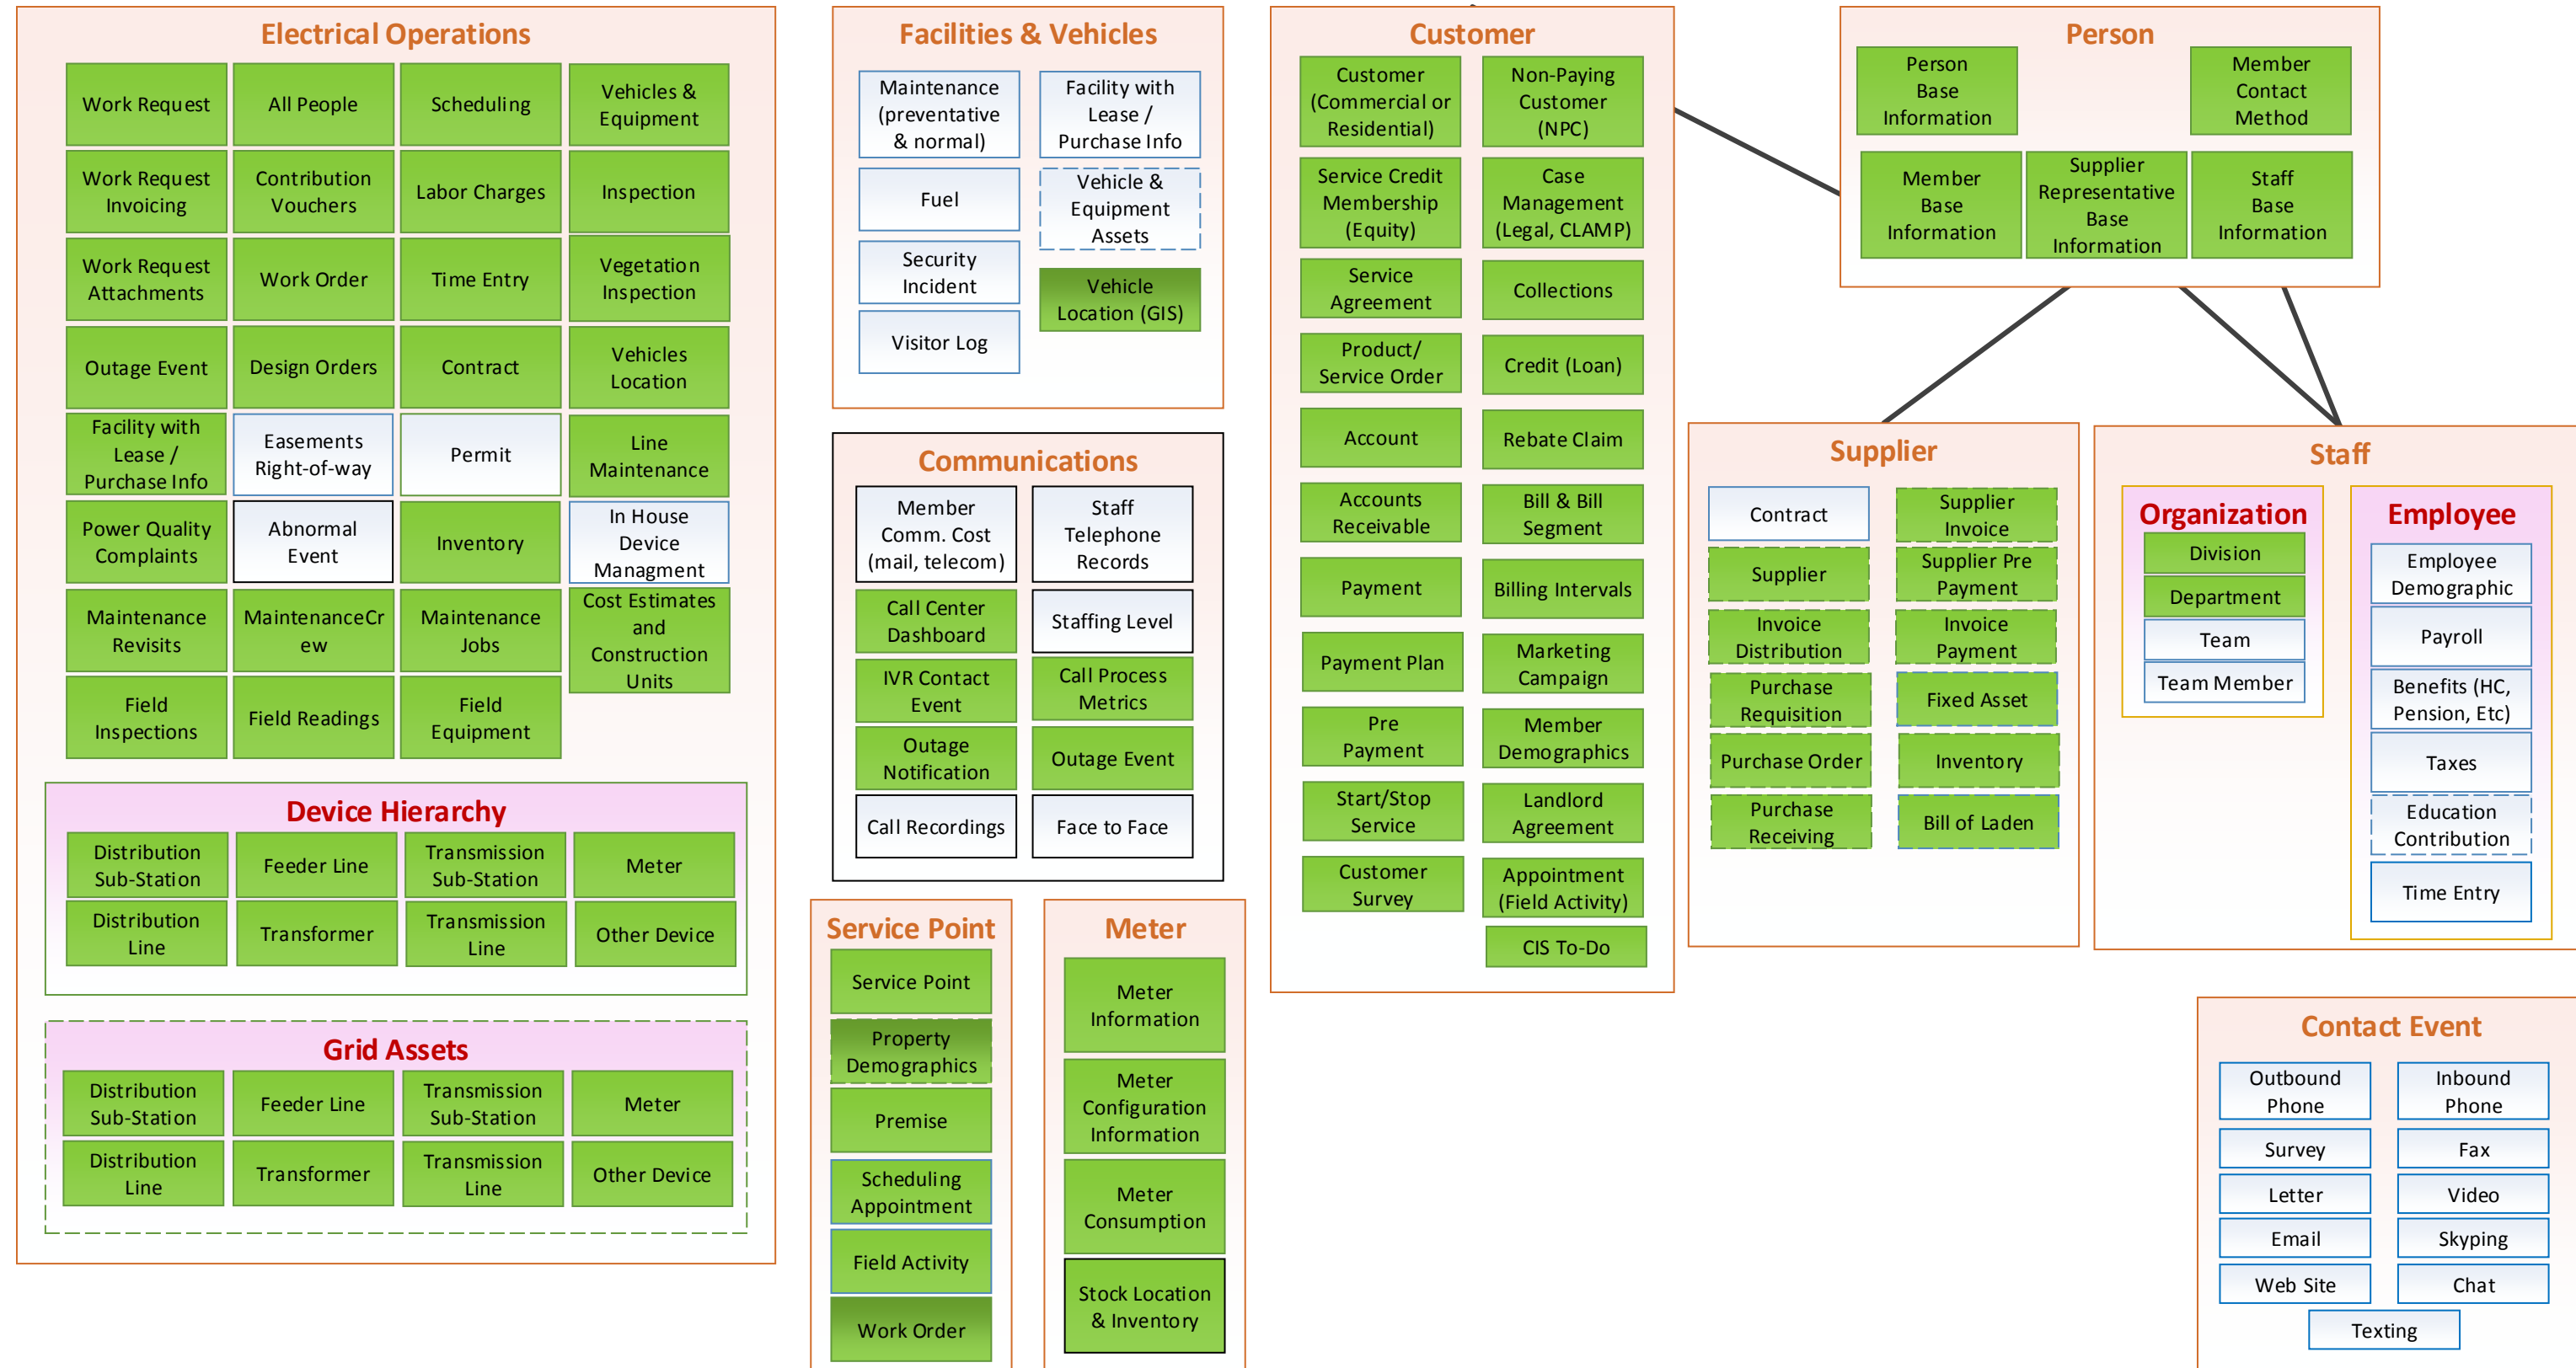 Electrical Operations
Work Request
All People
Scheduling
Vehicles &
Equipment
Work Request
Invoicing
Contribution
Vouchers
Labor Charges
Inspection
Work Request
Attachments
Work Order
Time Entry
Vegetation
Inspection
Outage Event
Design Orders
Contract
Vehicles
Location
Facility with
Lease /
Purchase Info
Easements
Right-of-way
Permit
Line
Maintenance
Power Quality
Complaints
Abnormal
Event
Inventory
In House
Device
Managment
Maintenance
Revisits
MaintenanceCr
ew
Maintenance
Jobs
Cost Estimates
and
Construction
Units
Field
Inspections
Field Readings
Field
Equipment
Device Hierarchy
Distribution
Sub-Station
Feeder Line
Transmission
Sub-Station
Meter
Distribution
Line
Transformer
Transmission
Line
Other Device
Grid Assets
Distribution
Sub-Station
Feeder Line
Transmission
Sub-Station
Meter
Distribution
Line
Transformer
Transmission
Line
Other Device
Facilities & Vehicles
Maintenance
(preventative
& normal)
Facility with
Lease /
Purchase Info
Fuel
Vehicle &
Equipment
Assets
Security
Incident
Vehicle
Location (GIS)
Visitor Log
Communications
Member
Comm. Cost
(mail, telecom)
Staff
Telephone
Records
Call Center
Dashboard
Staffing Level
IVR Contact
Event
Call Process
Metrics
Outage
Notification
Outage Event
Call Recordings
Face to Face
Service Point
Service Point
Property
Demographics
Premise
Scheduling
Appointment
Field Activity
Work Order
Meter
Meter
Information
Meter
Configuration
Information
Meter
Consumption
Stock Location
& Inventory
Customer
Customer
(Commercial or
Residential)
Non-Paying
Customer
(NPC)
Service Credit
Membership
(Equity)
Case
Management
(Legal, CLAMP)
Service
Agreement
Collections
Product/
Service Order
Credit (Loan)
Account
Rebate Claim
Accounts
Receivable
Bill & Bill
Segment
Payment
Billing Intervals
Payment Plan
Marketing
Campaign
Pre
Payment
Member
Demographics
Start/Stop
Service
Landlord
Agreement
Customer
Survey
Appointment
(Field Activity)
CIS To-Do
Person
Person
Base
Information
Member
Contact
Method
Member
Base
Information
Supplier
Representative
Base
Information
Staff
Base
Information
Supplier
Contract
Supplier
Invoice
Supplier
Supplier Pre
Payment
Invoice
Distribution
Invoice
Payment
Purchase
Requisition
Fixed Asset
Purchase Order
Inventory
Purchase
Receiving
Bill of Laden
Staff
Organization
Division
Department
Team
Team Member
Employee
Employee
Demographic
Payroll
Benefits (HC,
Pension, Etc)
Taxes
Education
Contribution
Time Entry
Contact Event
Outbound
Phone
Inbound
Phone
Survey
Fax
Letter
Video
Email
Skyping
Web Site
Chat
Texting